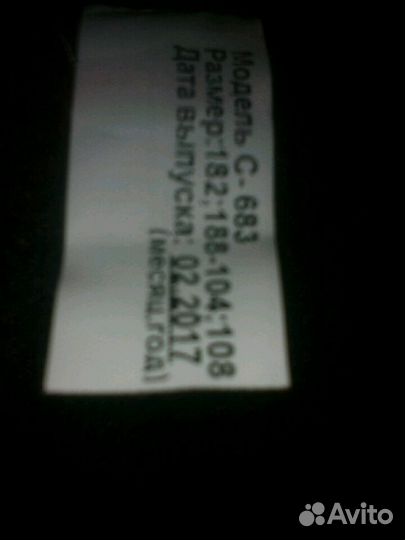 Модель С- 683
Размер:182;188-104;108
Дата выпуска: 02.2017
(месяц,год)
Avito